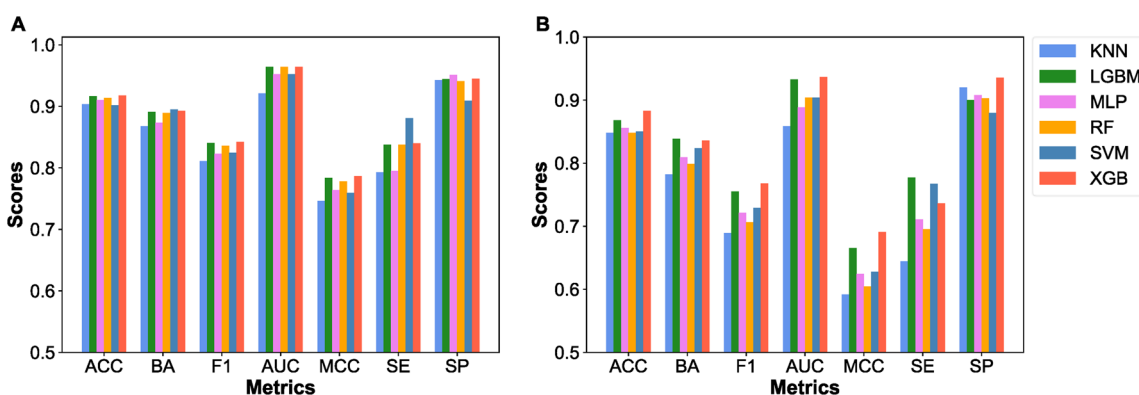 A
1.0
0.9
0.8
0.7
0.6
0.5
Scores
ACC BA F1 AUC MCC SE SP
Metrics
B
1.0
0.9
0.8
0.7
0.6
0.5
Scores
ACC BA F1 AUC MCC SE SP
Metrics
KNN
LGBM
MLP
RF
SVM
XGB